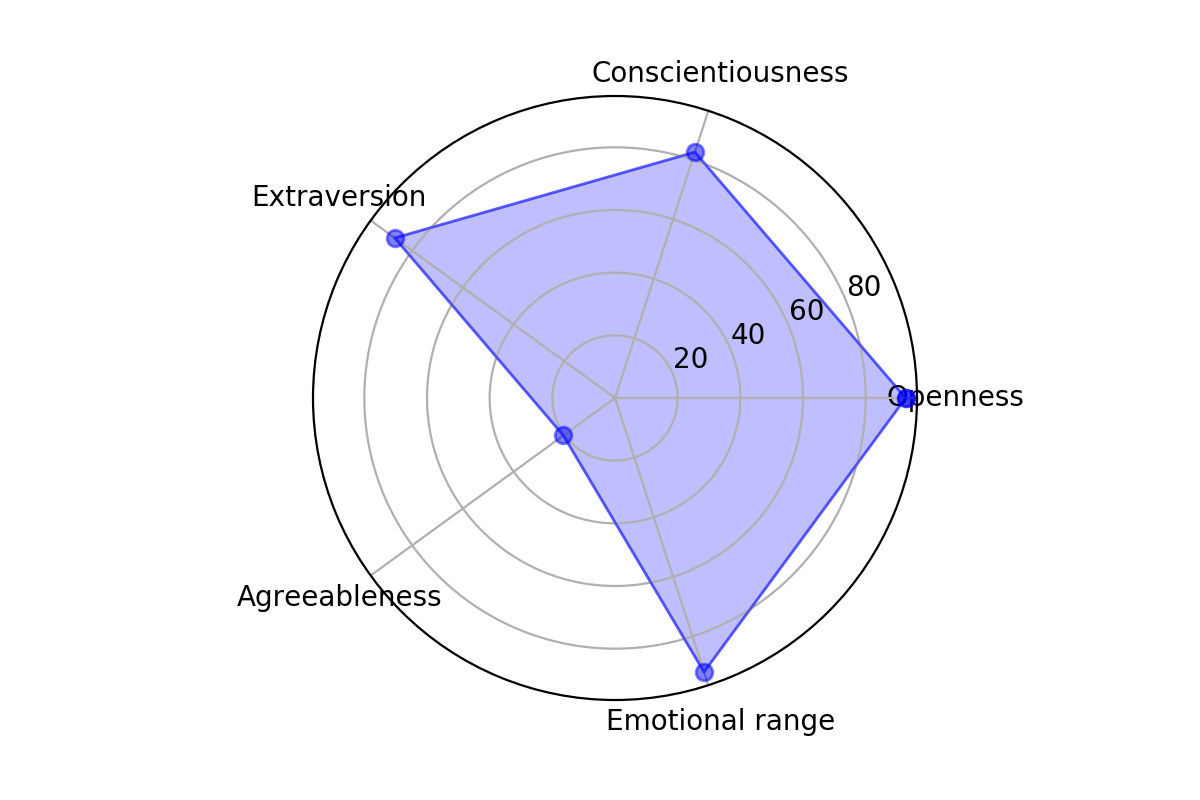 Conscientiousness
Extraversion
80
60
40
20
Openness
Agreeableness
Emotional range